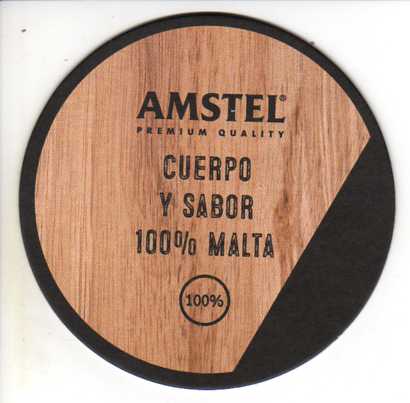 AMSTEL®
PREMIUM QUALITY
CUERPO
Y SABOR
100% MALTA
100%